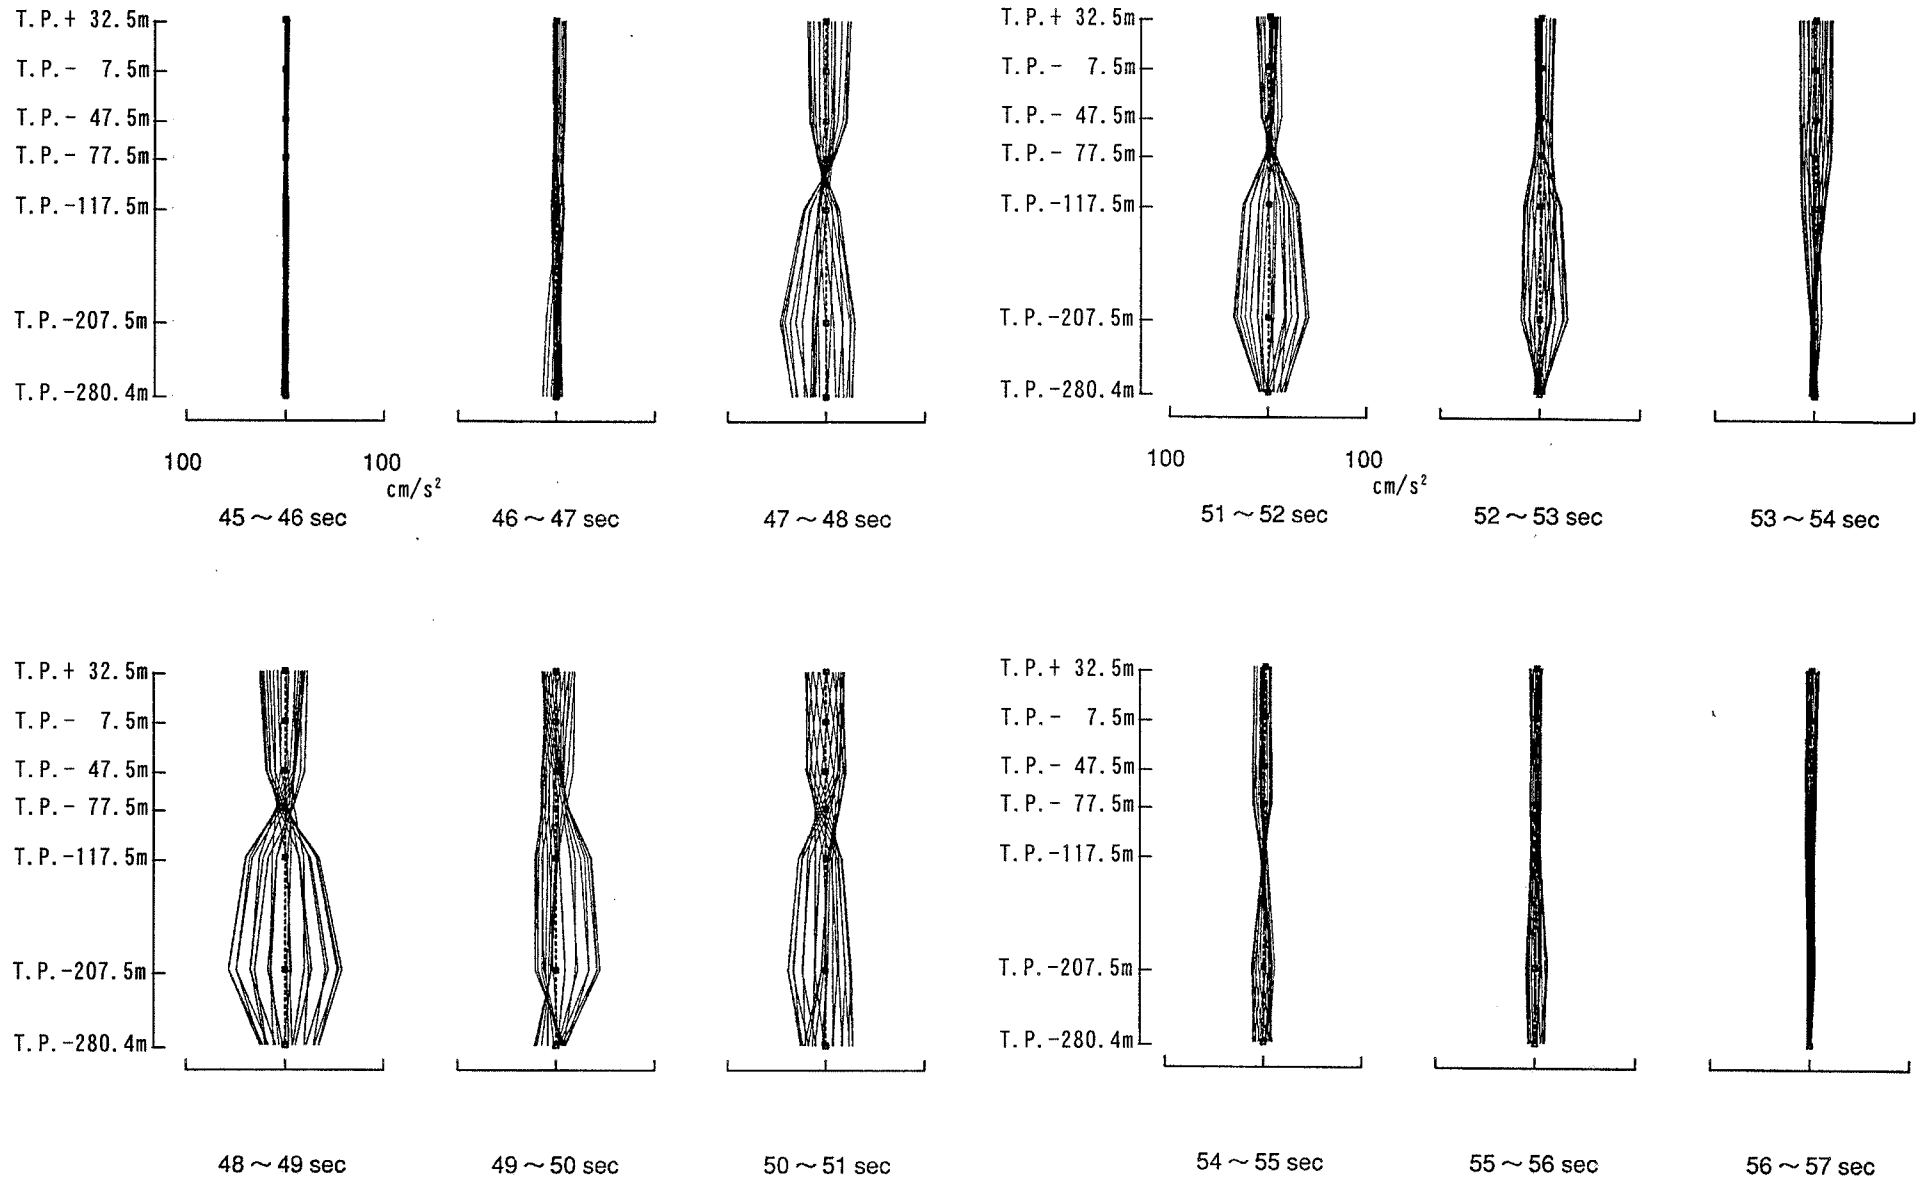 T.P.+ 32.5m
T.P.- 7.5m
T.P.- 47.5m
T.P.- 77.5m
T.P.-117.5m
T.P.-207.5m
T.P.-280.4m
100 100
cm/s²
45 ~ 46 sec
46 ~ 47 sec
47 ~ 48 sec
T.P.+ 32.5m
T.P.- 7.5m
T.P.- 47.5m
T.P.- 77.5m
T.P.-117.5m
T.P.-207.5m
T.P.-280.4m
100 100
cm/s²
51 ~ 52 sec
52 ~ 53 sec
53 ~ 54 sec
T.P.+ 32.5m
T.P.- 7.5m
T.P.- 47.5m
T.P.- 77.5m
T.P.-117.5m
T.P.-207.5m
T.P.-280.4m
48 ~ 49 sec
49 ~ 50 sec
50 ~ 51 sec
T.P.+ 32.5m
T.P.- 7.5m
T.P.- 47.5m
T.P.- 77.5m
T.P.-117.5m
T.P.-207.5m
T.P.-280.4m
54 ~ 55 sec
55 ~ 56 sec
56 ~ 57 sec